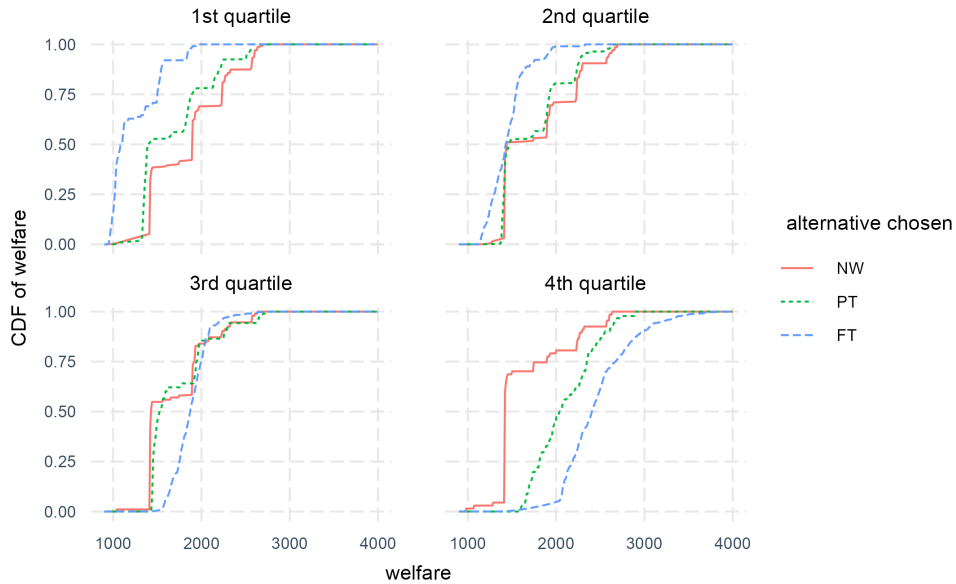 1st quartile
2nd quartile
1.00
0.75
0.50
0.25
0.00
3rd quartile
4th quartile
1.00
0.75
0.50
0.25
0.00
1000 2000 3000 4000
1000 2000 3000 4000
CDF of welfare
welfare
alternative chosen
NW
PT
FT